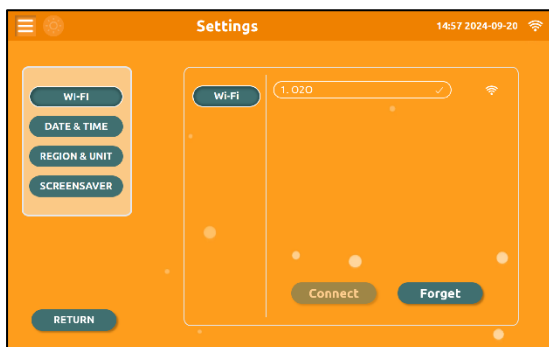 Settings
14:57 2024-09-20
WI-FI
DATE & TIME
REGION & UNIT
SCREENSAVER
RETURN
Wi-Fi
1. O2O
Connect
Forget